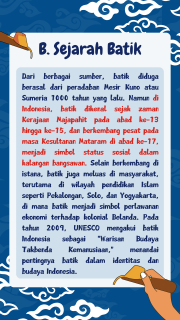 B. Sejarah Batik
Dari berbagai sumber, batik diduga
berasal dari peradaban Mesir Kuno atau
Sumeria 1000 tahun yang lalu. Namun di
Indonesia, batik dikenal sejak zaman
Kerajaan Majapahit pada abad ke-13
hingga ke-15, dan berkembang pesat pada
masa Kesultanan Mataram di abad ke-17,
menjadi simbol status sosial dalam
kalangan bangsawan. Selain berkembang di
istana, batik juga meluas di masyarakat,
terutama di wilayah pendidikan Islam
seperti Pekalongan, Solo, dan Yogyakarta,
di mana batik menjadi simbol perlawanan
ekonomi terhadap kolonial Belanda. Pada
tahun 2009, UNESCO mengakui batik
Indonesia sebagai "Warisan Budaya
Takbenda Kemanusiaan," menandai
pentingnya batik dalam identitas dan
budaya Indonesia.